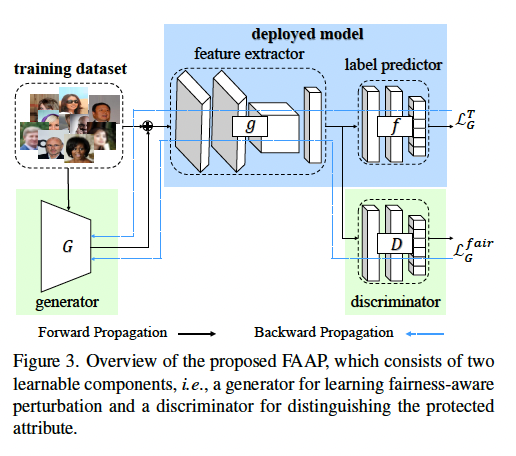 deployed model
feature extractor
label predictor
training dataset
g
f
ℒ_G^T
G
D
ℒ_G^{fair}
generator
discriminator
Forward Propagation
Backward Propagation
Figure 3. Overview of the proposed FAAP, which consists of two
learnable components, i.e., a generator for learning fairness-aware
perturbation and a discriminator for distinguishing the protected
attribute.